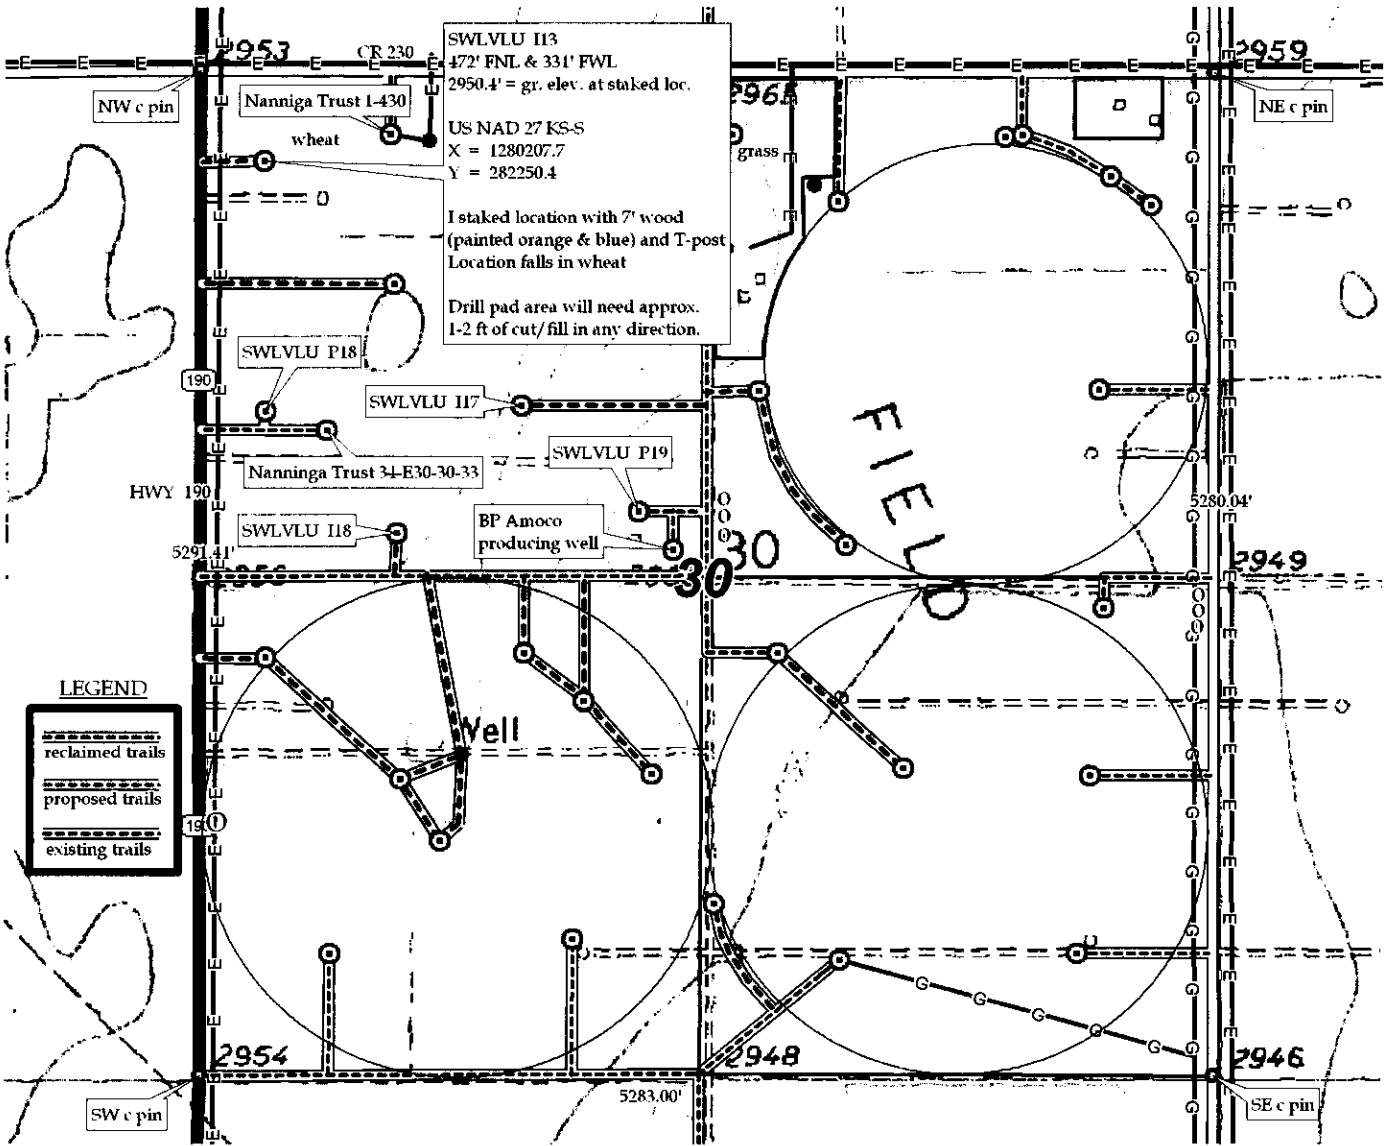 2953
CR 230
2959
NW c pin
Nanniga Trust 1-430
wheat
SWLVLU I13
472' FNL & 331' FWL
2950.4' = gr. elev. at staked loc.
US NAD 27 KS-S
X = 1280207.7
Y = 282250.4
I staked location with 7' wood
(painted orange & blue) and T-post
Location falls in wheat
Drill pad area will need approx.
1-2 ft of cut/fill in any direction.
grass
NE c pin
SWLVLU P18
190
SWLVLU I17
FIELD
SWLVLU P19
Nanninga Trust 31-E30-30-33
HWY 190
5280.04'
SWLVLU I18
BP Amoco
producing well
5291.41'
30
30
2949
LEGEND
reclaimed trails
proposed trails
existing trails
Well
2954
2948
2946
5283.00'
SW c pin
SE c pin